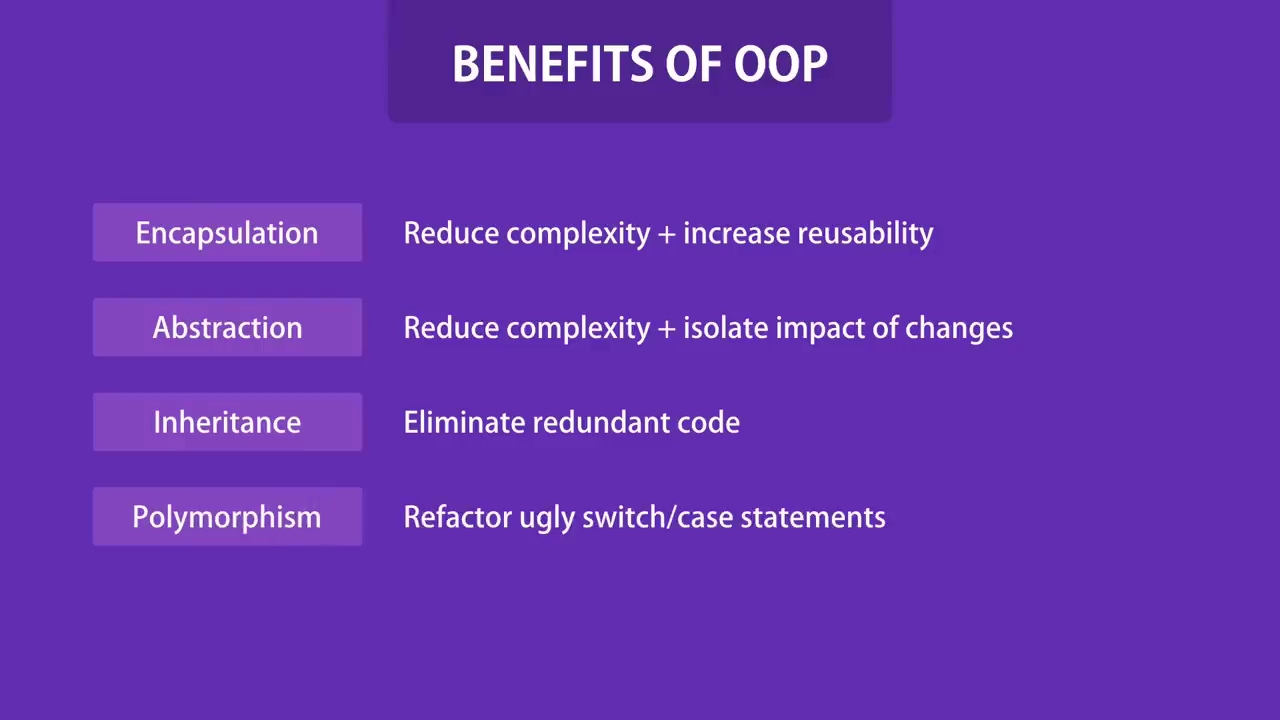 BENEFITS OF OOP
Encapsulation Reduce complexity + increase reusability
Abstraction Reduce complexity + isolate impact of changes
Inheritance Eliminate redundant code
Polymorphism Refactor ugly switch/case statements